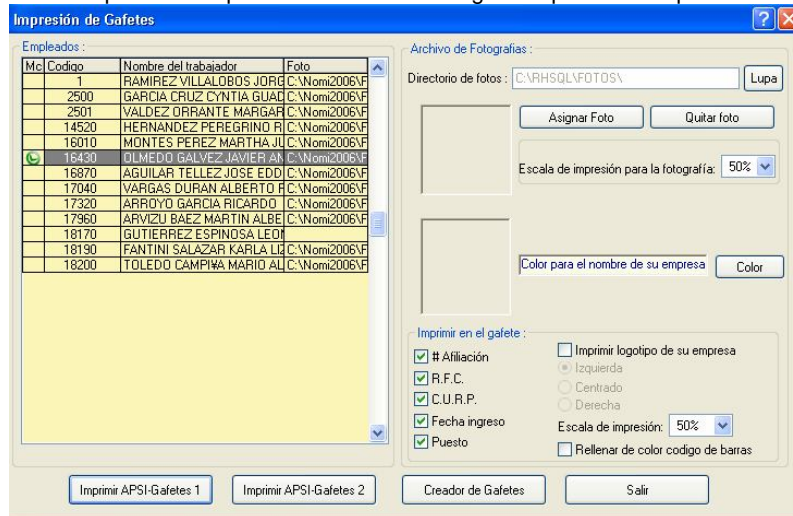 Impresión de Gafetes
Empleados :
Mc Codigo Nombre del trabajador Foto
1 RAMIREZ VILLALOBOS JORG C:\Nomi2006\F
2500 GARCIA CRUZ CYNTIA GUAD C:\Nomi2006\F
2501 VALDEZ ORRANTE MARGAR C:\Nomi2006\F
14520 HERNANDEZ PEREGRINO R C:\Nomi2006\F
16010 MONTES PEREZ MARTHA JU C:\Nomi2006\F
16430 OLMEDO GALVEZ JAVIER AN C:\Nomi2006\F
16870 AGUILAR TELLEZ JOSE EDD C:\Nomi2006\F
17040 VARGAS DURAN ALBERTO F C:\Nomi2006\F
17320 ARROYO GARCIA RICARDO C:\Nomi2006\F
17960 ARVIZU BAEZ MARTIN ALBE C:\Nomi2006\F
18170 GUTIERREZ ESPINOSA LEON
18190 FANTINI SALAZAR KARLA LIZ C:\Nomi2006\F
18200 TOLEDO CAMPI¥A MARIO AL C:\Nomi2006\F
Archivo de Fotografias :
Directorio de fotos : C:\RHSQL\FOTOS\ Lupa
Asignar Foto Quitar foto
Escala de impresión para la fotografía: 50%
Color para el nombre de su empresa Color
Imprimir en el gafete :
# Afiliación
R.F.C.
C.U.R.P.
Fecha ingreso
Puesto
Imprimir logotipo de su empresa
Izquierda
Centrado
Derecha
Escala de impresión: 50%
Rellenar de color codigo de barras
Imprimir APSI-Gafetes 1 Imprimir APSI-Gafetes 2 Creador de Gafetes Salir